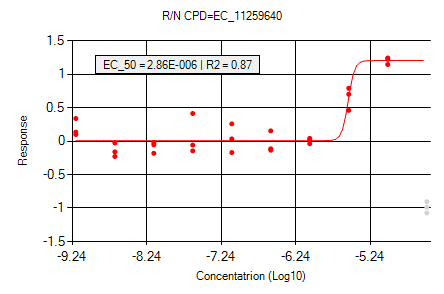 R/N CPD=EC_11259640
EC_50 = 2.86E-006 | R2 = 0.87
1.5
1
0.5
0
-0.5
-1
-1.5
Response
-9.24 -8.24 -7.24 -6.24 -5.24
Concentatrion (Log10)